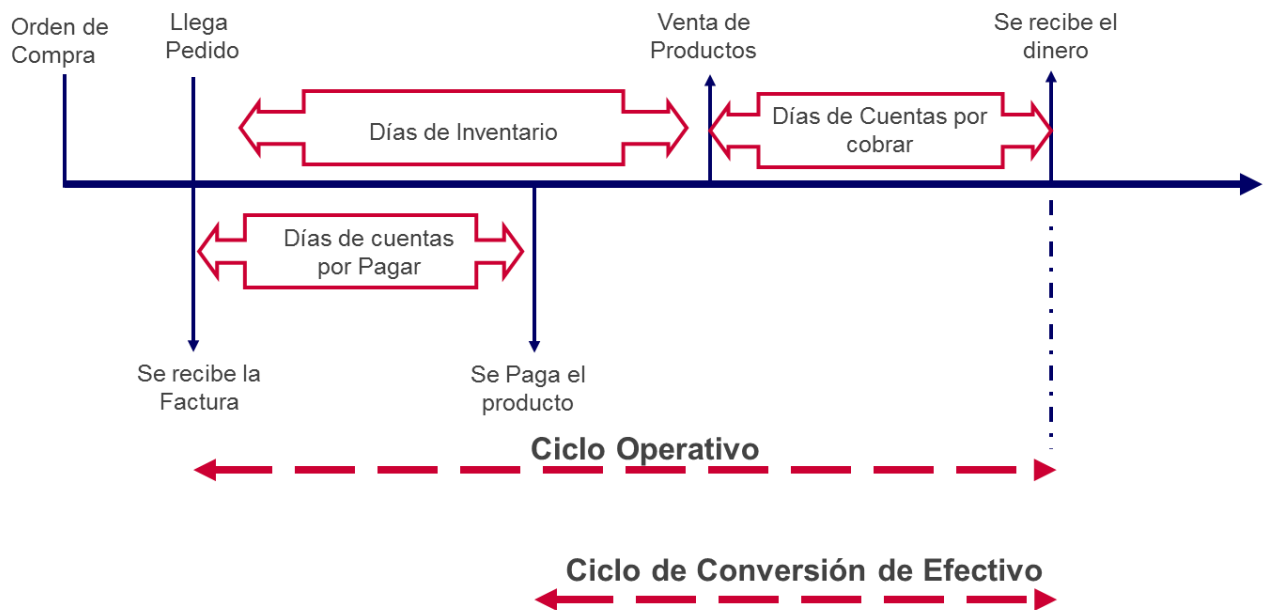 Orden de
Compra
Llega
Pedido
Venta de
Productos
Se recibe el
dinero
Días de Inventario
Días de Cuentas por
cobrar
Días de cuentas
por Pagar
Se recibe la
Factura
Se Paga el
producto
Ciclo Operativo
Ciclo de Conversión de Efectivo